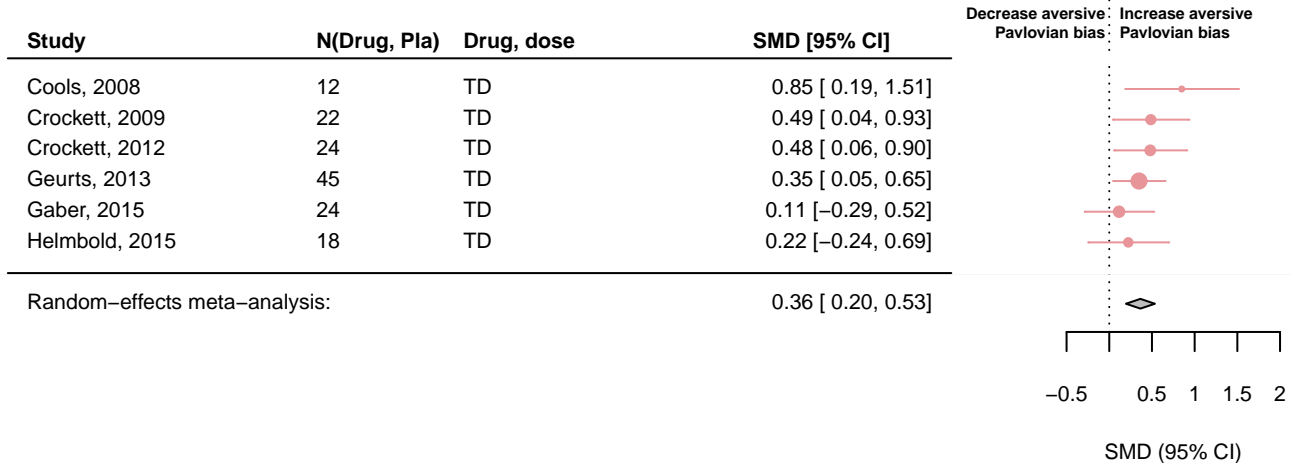 Decrease aversive Increase aversive
Pavlovian bias Pavlovian bias
Study N(Drug, Pla) Drug, dose SMD [95% CI]
Cools, 2008 12 TD 0.85 [ 0.19, 1.51]
Crockett, 2009 22 TD 0.49 [ 0.04, 0.93]
Crockett, 2012 24 TD 0.48 [ 0.06, 0.90]
Geurts, 2013 45 TD 0.35 [ 0.05, 0.65]
Gaber, 2015 24 TD 0.11 [−0.29, 0.52]
Helmbold, 2015 18 TD 0.22 [−0.24, 0.69]
Random−effects meta−analysis: 0.36 [ 0.20, 0.53]
−0.5 0.5 1 1.5 2
SMD (95% CI)